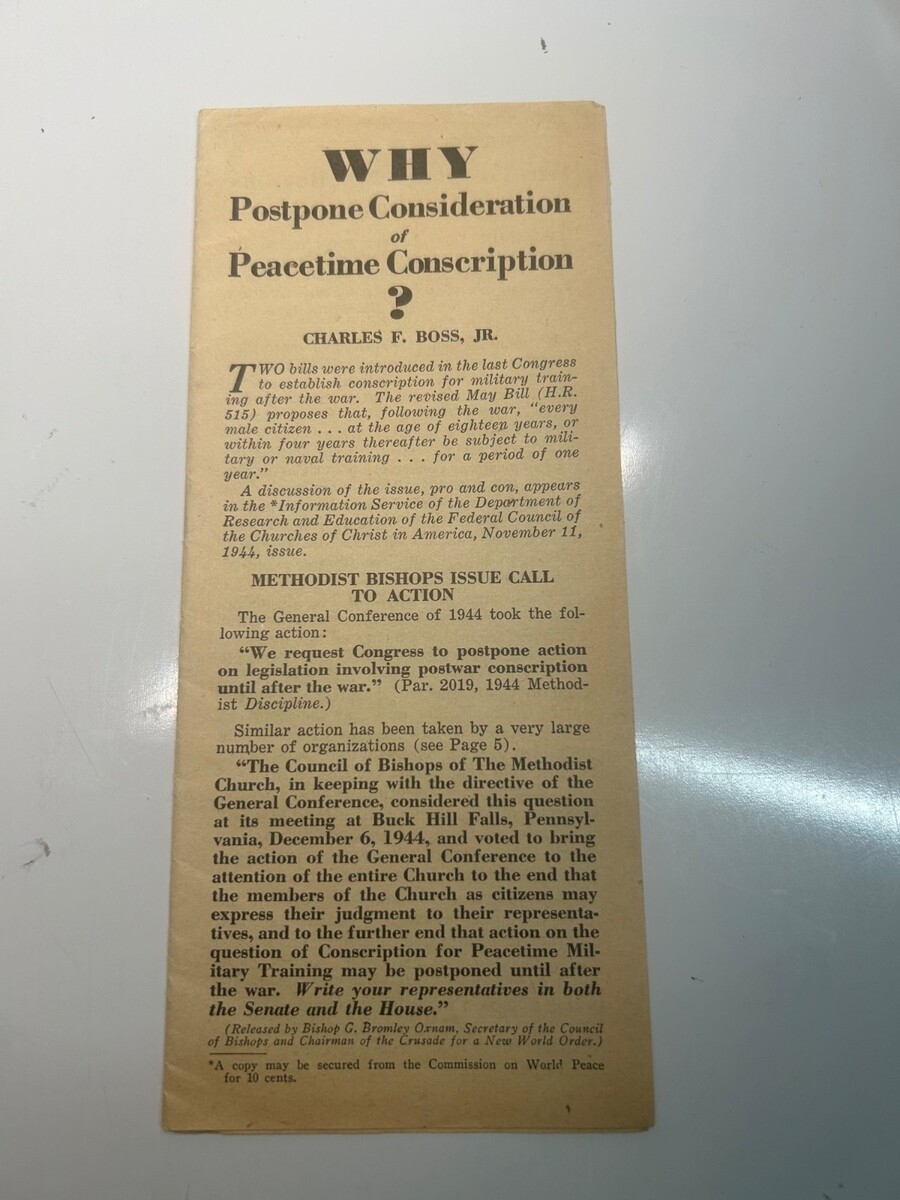 WHY
Postpone Consideration
of
Peacetime Conscription
?
CHARLES F. BOSS, JR.
TWO bills were introduced in the last Congress
to establish conscription for military train-
ing after the war. The revised May Bill (H.R.
515) proposes that, following the war, "every
male citizen . . . at the age of eighteen years, or
within four years thereafter be subject to mili-
tary or naval training . . . for a period of one
year."
A discussion of the issue, pro and con, appears
in the *Information Service of the Department of
Research and Education of the Federal Council of
the Churches of Christ in America, November 11,
1944, issue.
METHODIST BISHOPS ISSUE CALL
TO ACTION
The General Conference of 1944 took the fol-
lowing action:
"We request Congress to postpone action
on legislation involving postwar conscription
until after the war." (Par. 2019, 1944 Method-
ist Discipline.)
Similar action has been taken by a very large
number of organizations (see Page 5).
"The Council of Bishops of The Methodist
Church, in keeping with the directive of the
General Conference, considered this question
at its meeting at Buck Hill Falls, Pennsyl-
vania, December 6, 1944, and voted to bring
the action of the General Conference to the
attention of the entire Church to the end that
the members of the Church as citizens may
express their judgment to their representa-
tives, and to the further end that action on the
question of Conscription for Peacetime Mil-
itary Training may be postponed until after
the war. Write your representatives in both
the Senate and the House."
(Released by Bishop G. Bromley Oxnam, Secretary of the Council
of Bishops and Chairman of the Crusade for a New World Order.)
*A copy may be secured from the Commission on World Peace
for 10 cents.